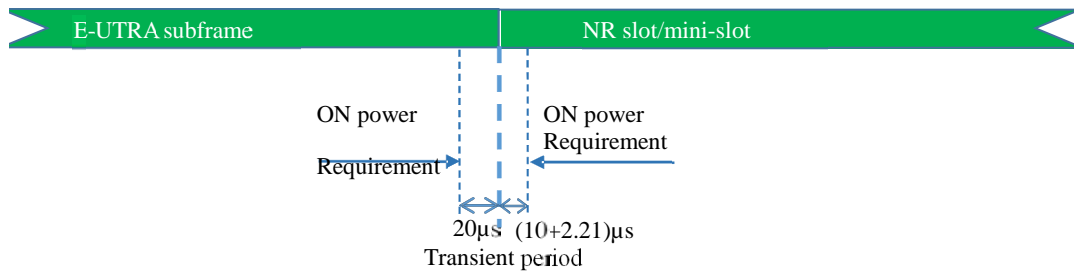 E-UTRA subframe
NR slot/mini-slot
ON power
Requirement
ON power
Requirement
20µs
(10+2.21)µs
Transient period